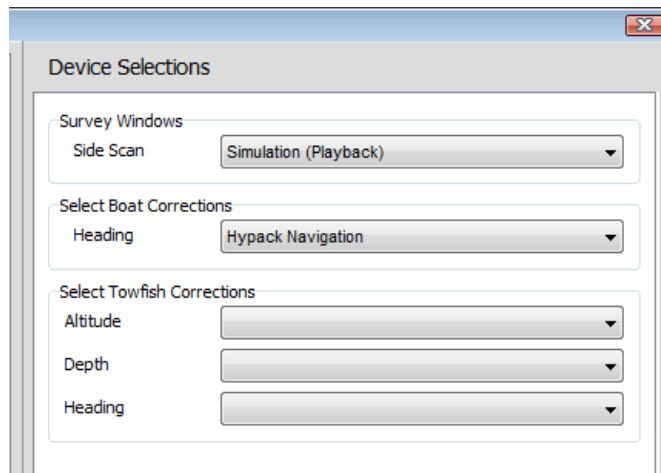 Device Selections
Survey Windows
Side Scan
Simulation (Playback)
Select Boat Corrections
Heading
Hypack Navigation
Select Towfish Corrections
Altitude
Depth
Heading